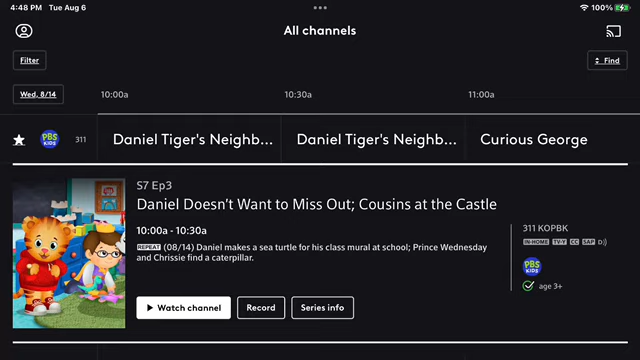 4:48 PM Tue Aug 6
100%
All channels
Filter
Find
Wed, 8/14
10:00a
10:30a
11:00a
PBS KIDS
311
Daniel Tiger's Neighb...
Daniel Tiger's Neighb...
Curious George
S7 Ep3
Daniel Doesn't Want to Miss Out; Cousins at the Castle
10:00a - 10:30a
REPEAT (08/14) Daniel makes a sea turtle for his class mural at school; Prince Wednesday
and Chrissie find a caterpillar.
311 KOPBK
IN-HOME TV-Y CC SAP D))
PBS KIDS
age 3+
Watch channel
Record
Series info